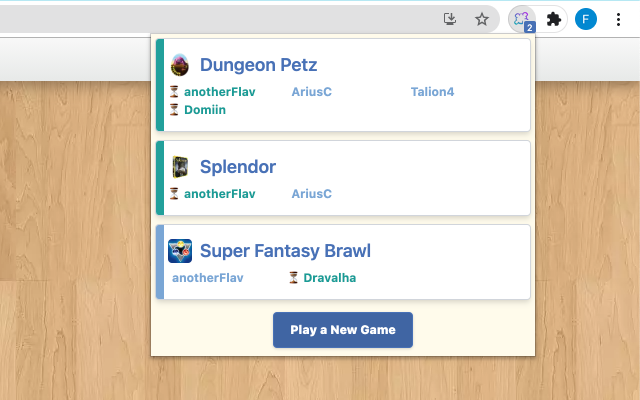 F
2
Dungeon Petz
anotherFlav AriusC Talion4
Domiin
Splendor
anotherFlav AriusC
Super Fantasy Brawl
anotherFlav Dravalha
Play a New Game